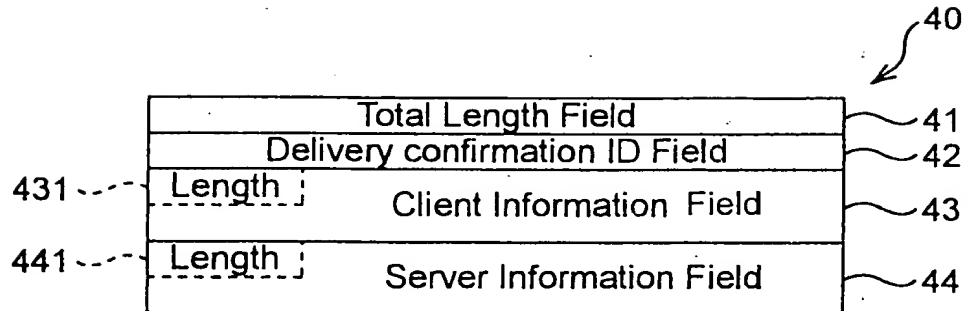 40
Total Length Field 41
Delivery confirmation ID Field 42
431 Length Client Information Field 43
441 Length Server Information Field 44